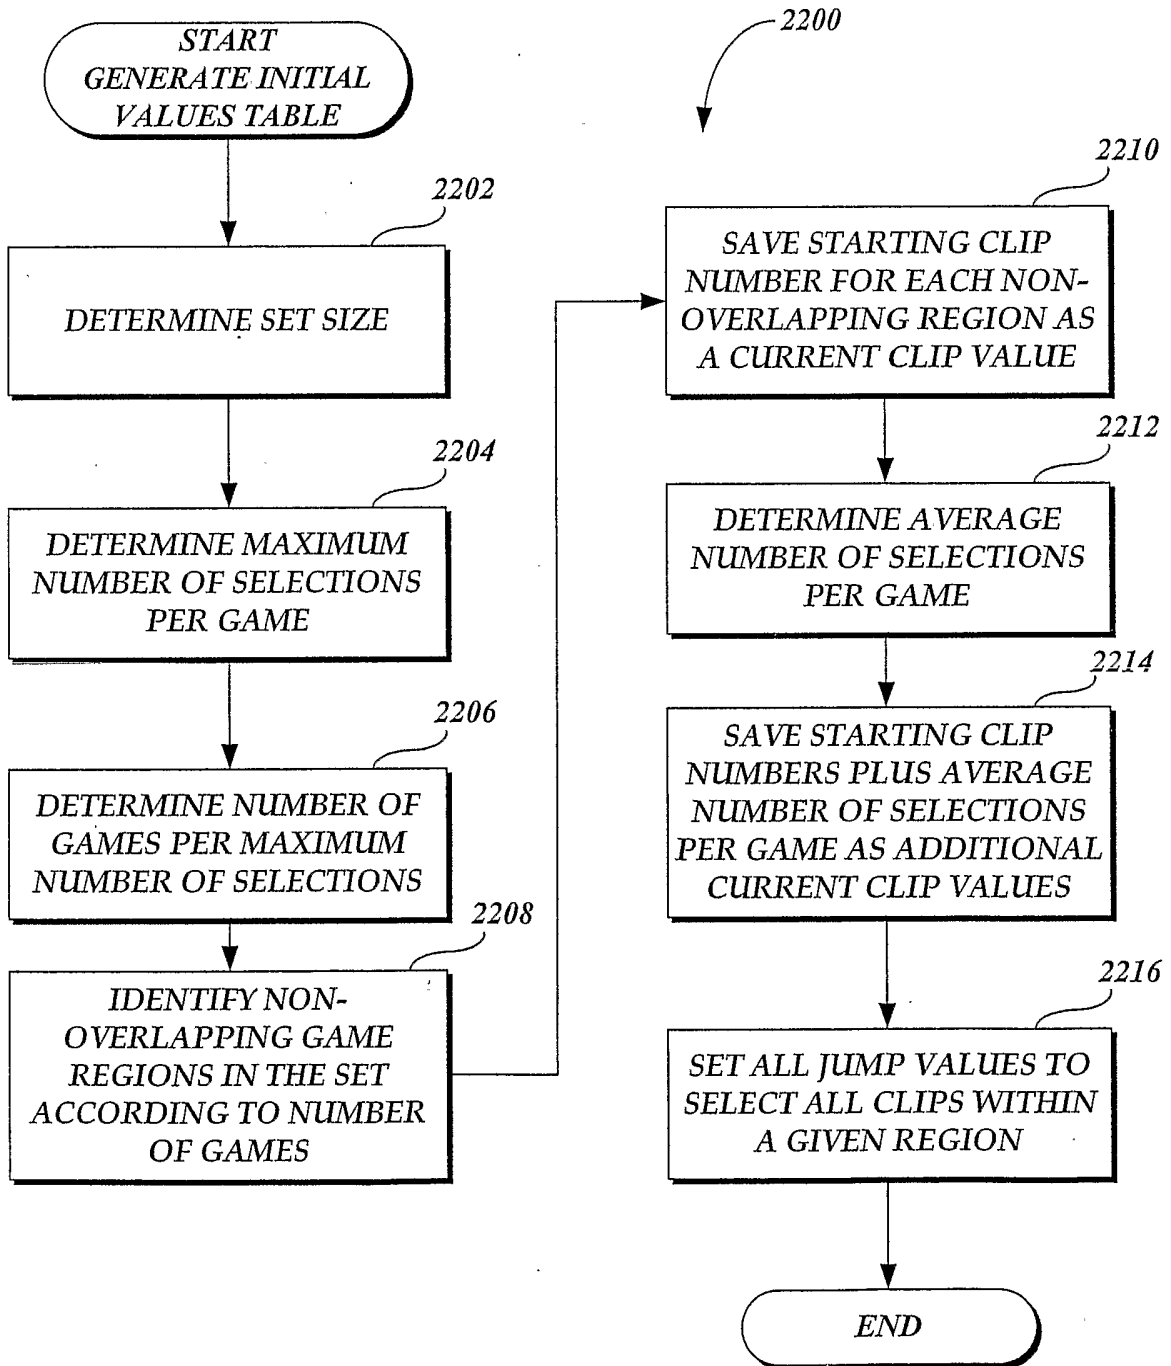 START
GENERATE INITIAL
VALUES TABLE
2202
DETERMINE SET SIZE
2204
DETERMINE MAXIMUM
NUMBER OF SELECTIONS
PER GAME
2206
DETERMINE NUMBER OF
GAMES PER MAXIMUM
NUMBER OF SELECTIONS
2208
IDENTIFY NON-
OVERLAPPING GAME
REGIONS IN THE SET
ACCORDING TO NUMBER
OF GAMES
2200
2210
SAVE STARTING CLIP
NUMBER FOR EACH NON-
OVERLAPPING REGION AS
A CURRENT CLIP VALUE
2212
DETERMINE AVERAGE
NUMBER OF SELECTIONS
PER GAME
2214
SAVE STARTING CLIP
NUMBERS PLUS AVERAGE
NUMBER OF SELECTIONS
PER GAME AS ADDITIONAL
CURRENT CLIP VALUES
2216
SET ALL JUMP VALUES TO
SELECT ALL CLIPS WITHIN
A GIVEN REGION
END